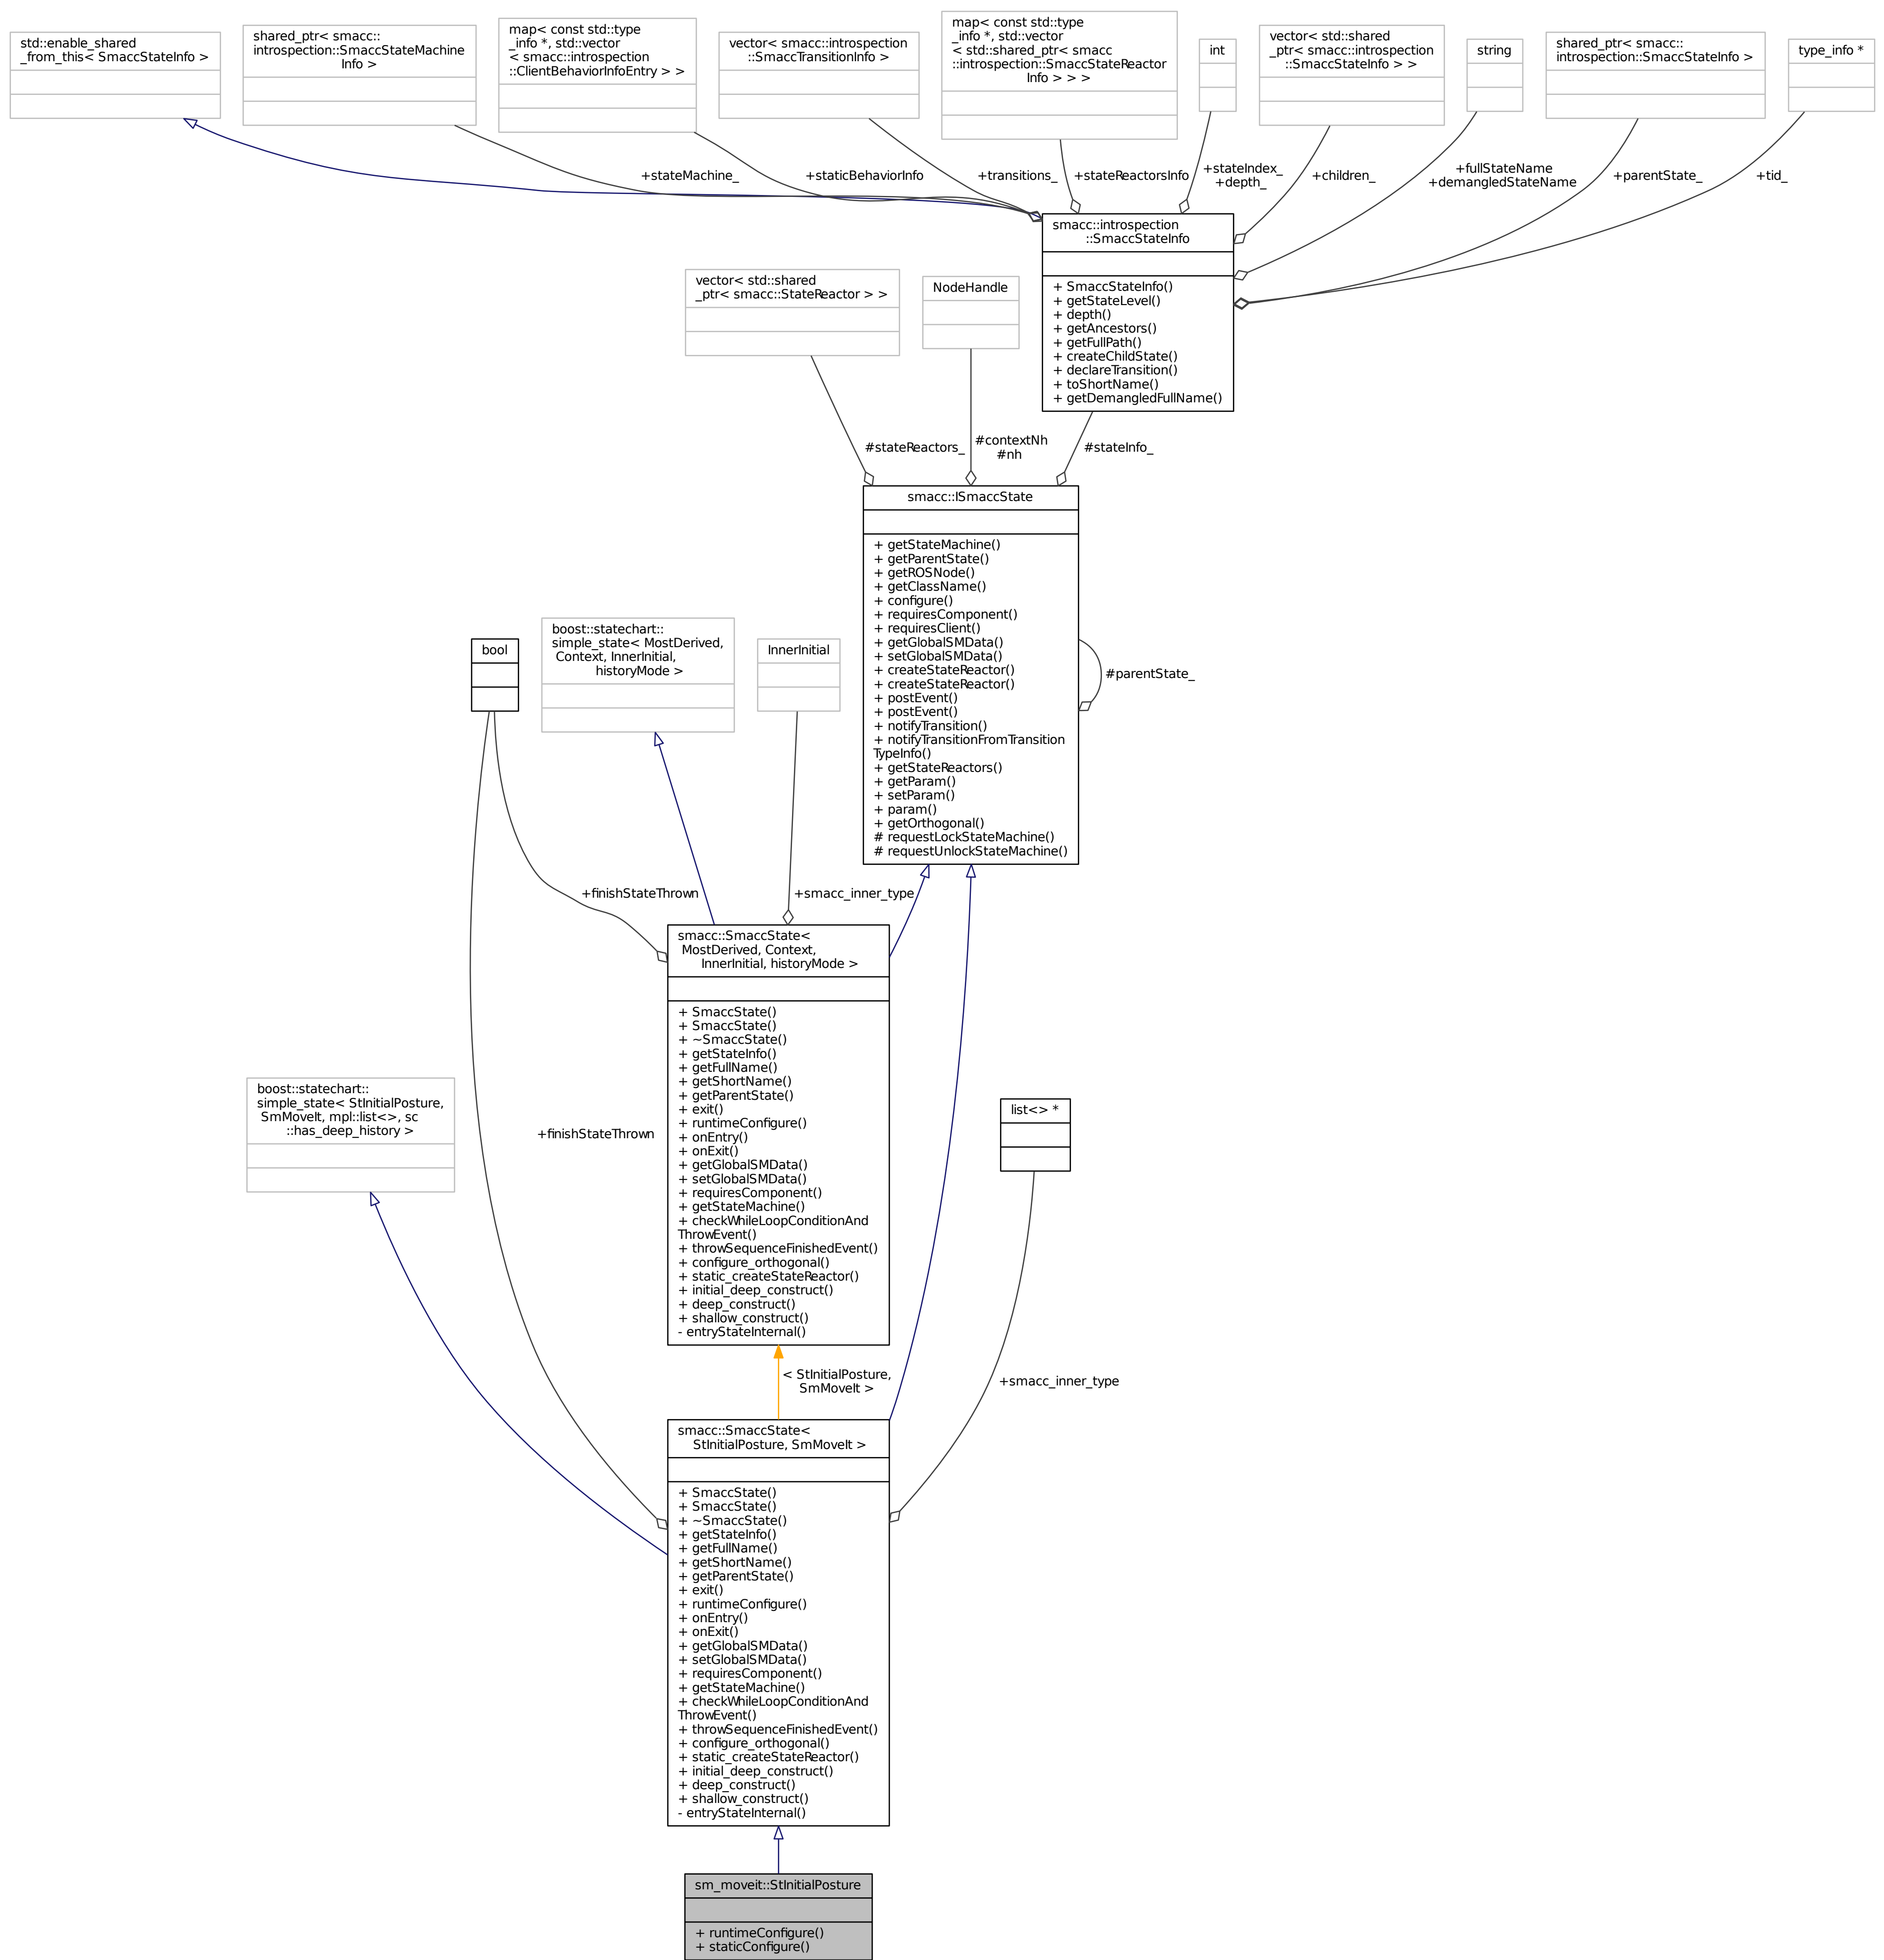 std::enable_shared
_from_this< SmaccStateInfo >
shared_ptr< smacc::
introspection::SmaccStateMachine
Info >
map< const std::type
_info *, std::vector
< smacc::introspection
::ClientBehaviorInfoEntry > >
vector< smacc::introspection
::SmaccTransitionInfo >
map< const std::type
_info *, std::vector
< std::shared_ptr< smacc
::introspection::SmaccStateReactor
Info > > >
int
vector< std::shared
_ptr< smacc::introspection
::SmaccStateInfo > >
string
shared_ptr< smacc::
introspection::SmaccStateInfo >
type_info *
+stateMachine_
+staticBehaviorInfo
+transitions_
+stateReactorsInfo
+stateIndex_
+depth_
+children_
+fullStateName
+demangledStateName
+parentState_
+tid_
smacc::introspection
::SmaccStateInfo
+ SmaccStateInfo()
+ getStateLevel()
+ depth()
+ getAncestors()
+ getFullPath()
+ createChildState()
+ declareTransition()
+ toShortName()
+ getDemangledFullName()
vector< std::shared
_ptr< smacc::StateReactor > >
NodeHandle
#stateReactors_
#contextNh
#nh
#stateInfo_
smacc::ISmaccState
+ getStateMachine()
+ getParentState()
+ getROSNode()
+ getClassName()
+ configure()
+ requiresComponent()
+ requiresClient()
+ getGlobalSMData()
+ setGlobalSMData()
+ createStateReactor()
+ createStateReactor()
+ postEvent()
+ postEvent()
+ notifyTransition()
+ notifyTransitionFromTransition
TypeInfo()
+ getStateReactors()
+ getParam()
+ setParam()
+ param()
+ getOrthogonal()
# requestLockStateMachine()
# requestUnlockStateMachine()
#parentState_
bool
boost::statechart::
simple_state< MostDerived,
Context, InnerInitial,
historyMode >
InnerInitial
+finishStateThrown
+smacc_inner_type
smacc::SmaccState<
MostDerived, Context,
InnerInitial, historyMode >
+ SmaccState()
+ SmaccState()
+ ~SmaccState()
+ getStateInfo()
+ getFullName()
+ getShortName()
+ getParentState()
+ exit()
+ runtimeConfigure()
+ onEntry()
+ onExit()
+ getGlobalSMData()
+ setGlobalSMData()
+ requiresComponent()
+ getStateMachine()
+ checkWhileLoopConditionAnd
ThrowEvent()
+ throwSequenceFinishedEvent()
+ configure_orthogonal()
+ static_createStateReactor()
+ initial_deep_construct()
+ deep_construct()
+ shallow_construct()
- entryStateInternal()
boost::statechart::
simple_state< StInitialPosture,
SmMoveIt, mpl::list<>, sc
::has_deep_history >
+finishStateThrown
list<> *
< StInitialPosture,
SmMoveIt >
+smacc_inner_type
smacc::SmaccState<
StInitialPosture, SmMoveIt >
+ SmaccState()
+ SmaccState()
+ ~SmaccState()
+ getStateInfo()
+ getFullName()
+ getShortName()
+ getParentState()
+ exit()
+ runtimeConfigure()
+ onEntry()
+ onExit()
+ getGlobalSMData()
+ setGlobalSMData()
+ requiresComponent()
+ getStateMachine()
+ checkWhileLoopConditionAnd
ThrowEvent()
+ throwSequenceFinishedEvent()
+ configure_orthogonal()
+ static_createStateReactor()
+ initial_deep_construct()
+ deep_construct()
+ shallow_construct()
- entryStateInternal()
sm_moveit::StInitialPosture
+ runtimeConfigure()
+ staticConfigure()